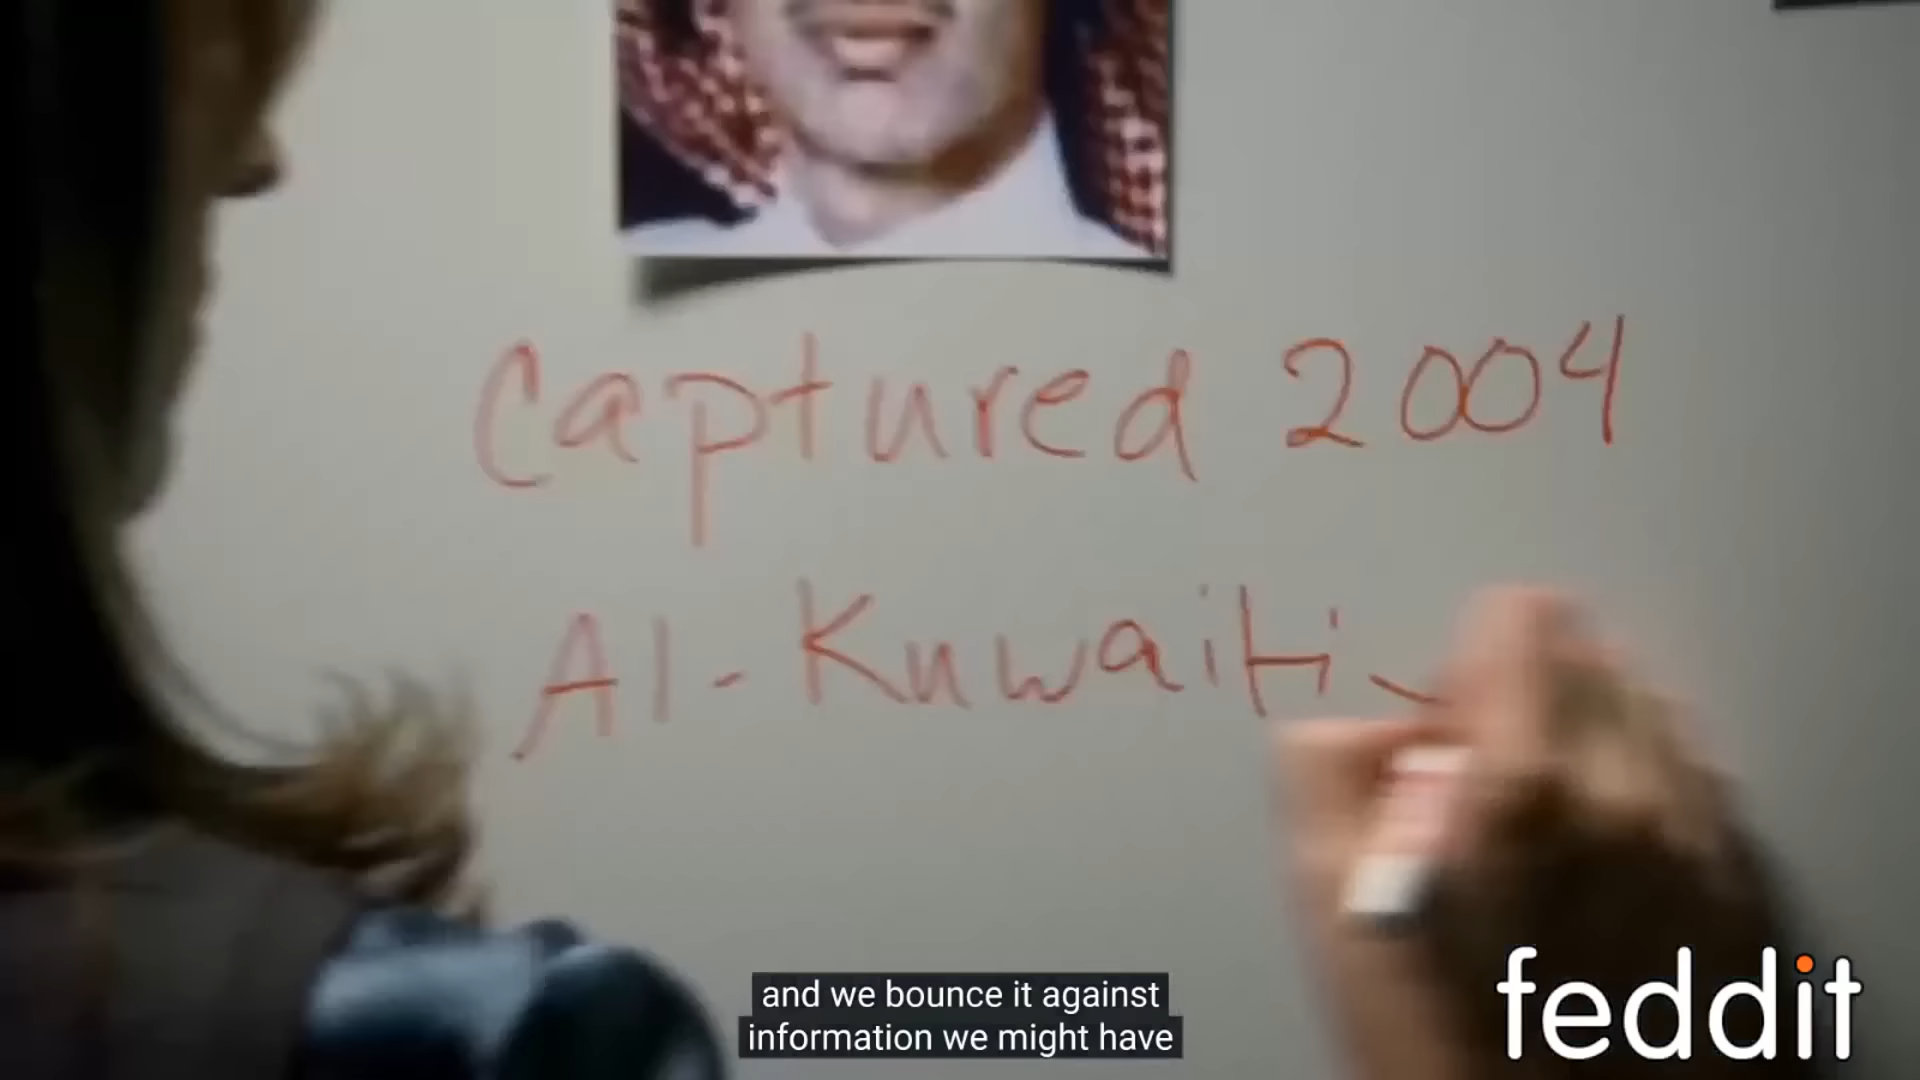 Captured 2004
Al-Kuwaiti
and we bounce it against
information we might have
feddit